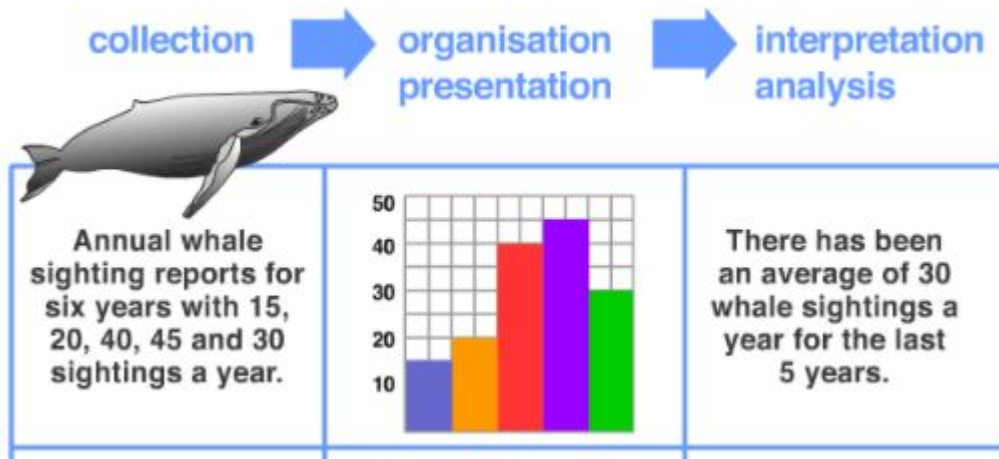 collection
organisation
presentation
interpretation
analysis
Annual whale
sighting reports for
six years with 15,
20, 40, 45 and 30
sightings a year.
50
40
30
20
10
There has been
an average of 30
whale sightings a
year for the last
5 years.